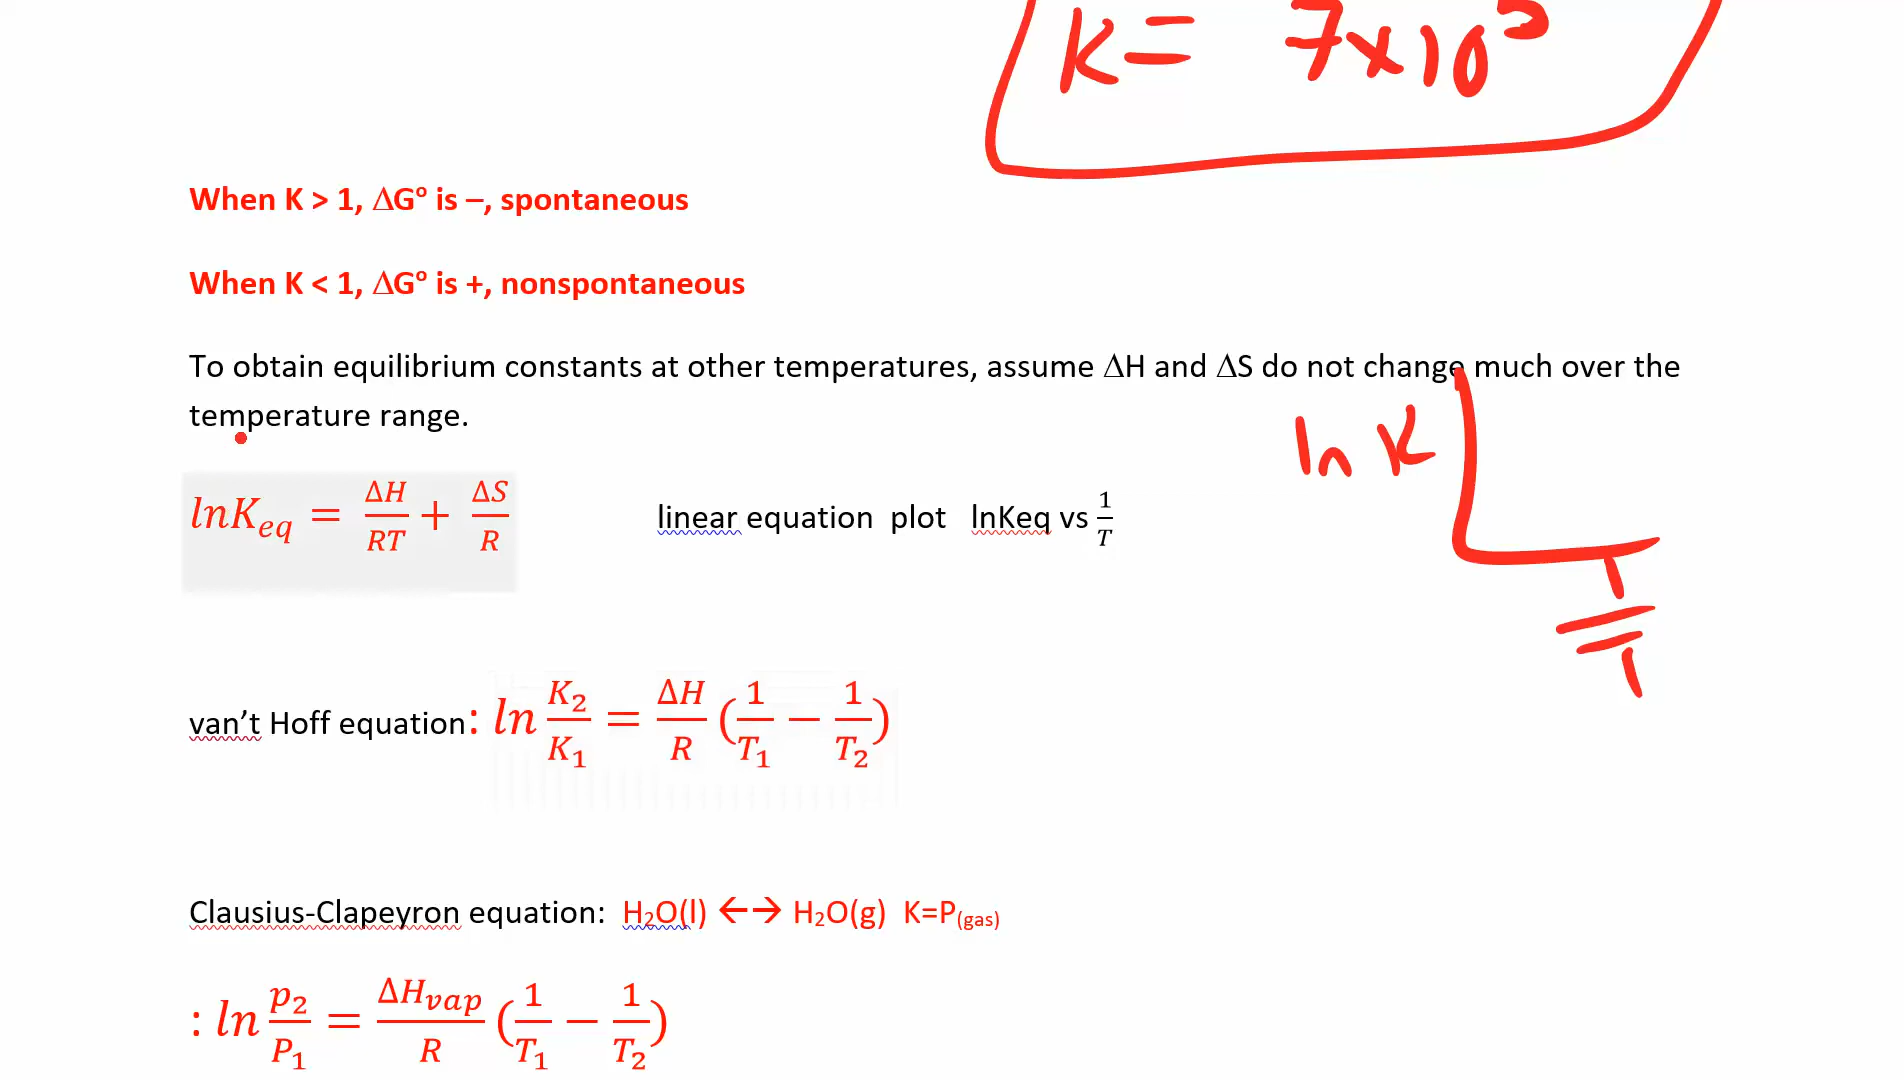 K = 7x10
When K > 1, ΔG° is –, spontaneous
When K < 1, ΔG° is +, nonspontaneous
To obtain equilibrium constants at other temperatures, assume ΔH and ΔS do not change much over the
temperature range.
ln K
lnK_eq = ΔH/RT + ΔS/R linear equation plot lnKeq vs 1/T
1/T
van't Hoff equation: ln K₂/K₁ = ΔH/R (1/T₁ − 1/T₂)
Clausius-Clapeyron equation: H₂O(l) ←→ H₂O(g) K=P(gas)
: ln p₂/P₁ = ΔH_vap/R (1/T₁ − 1/T₂)